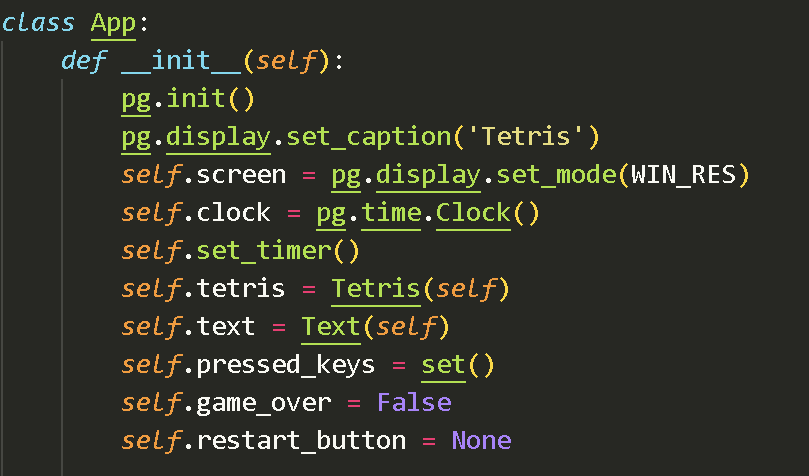 class App:
    def __init__(self):
        pg.init()
        pg.display.set_caption('Tetris')
        self.screen = pg.display.set_mode(WIN_RES)
        self.clock = pg.time.Clock()
        self.set_timer()
        self.tetris = Tetris(self)
        self.text = Text(self)
        self.pressed_keys = set()
        self.game_over = False
        self.restart_button = None